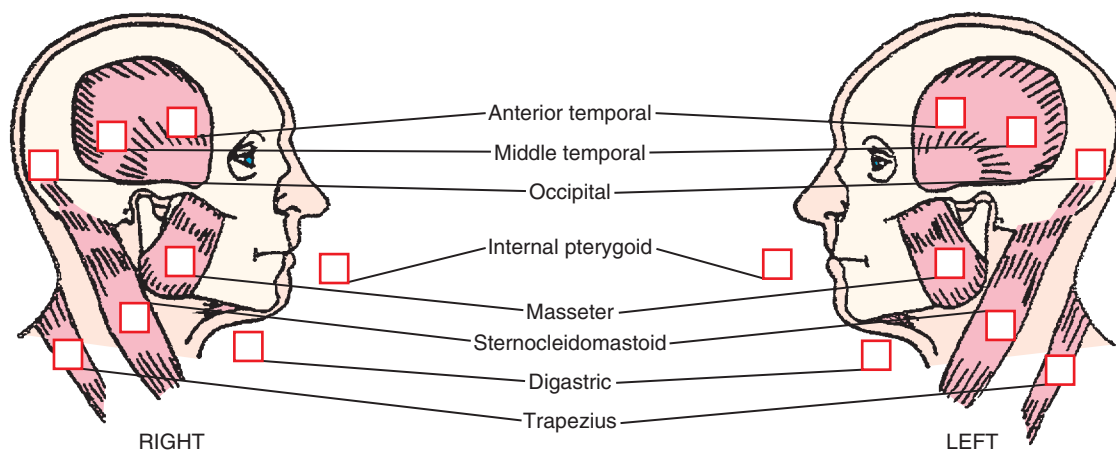 Anterior temporal
Middle temporal
Occipital
Internal pterygoid
Masseter
Sternocleidomastoid
Digastric
Trapezius
RIGHT
LEFT